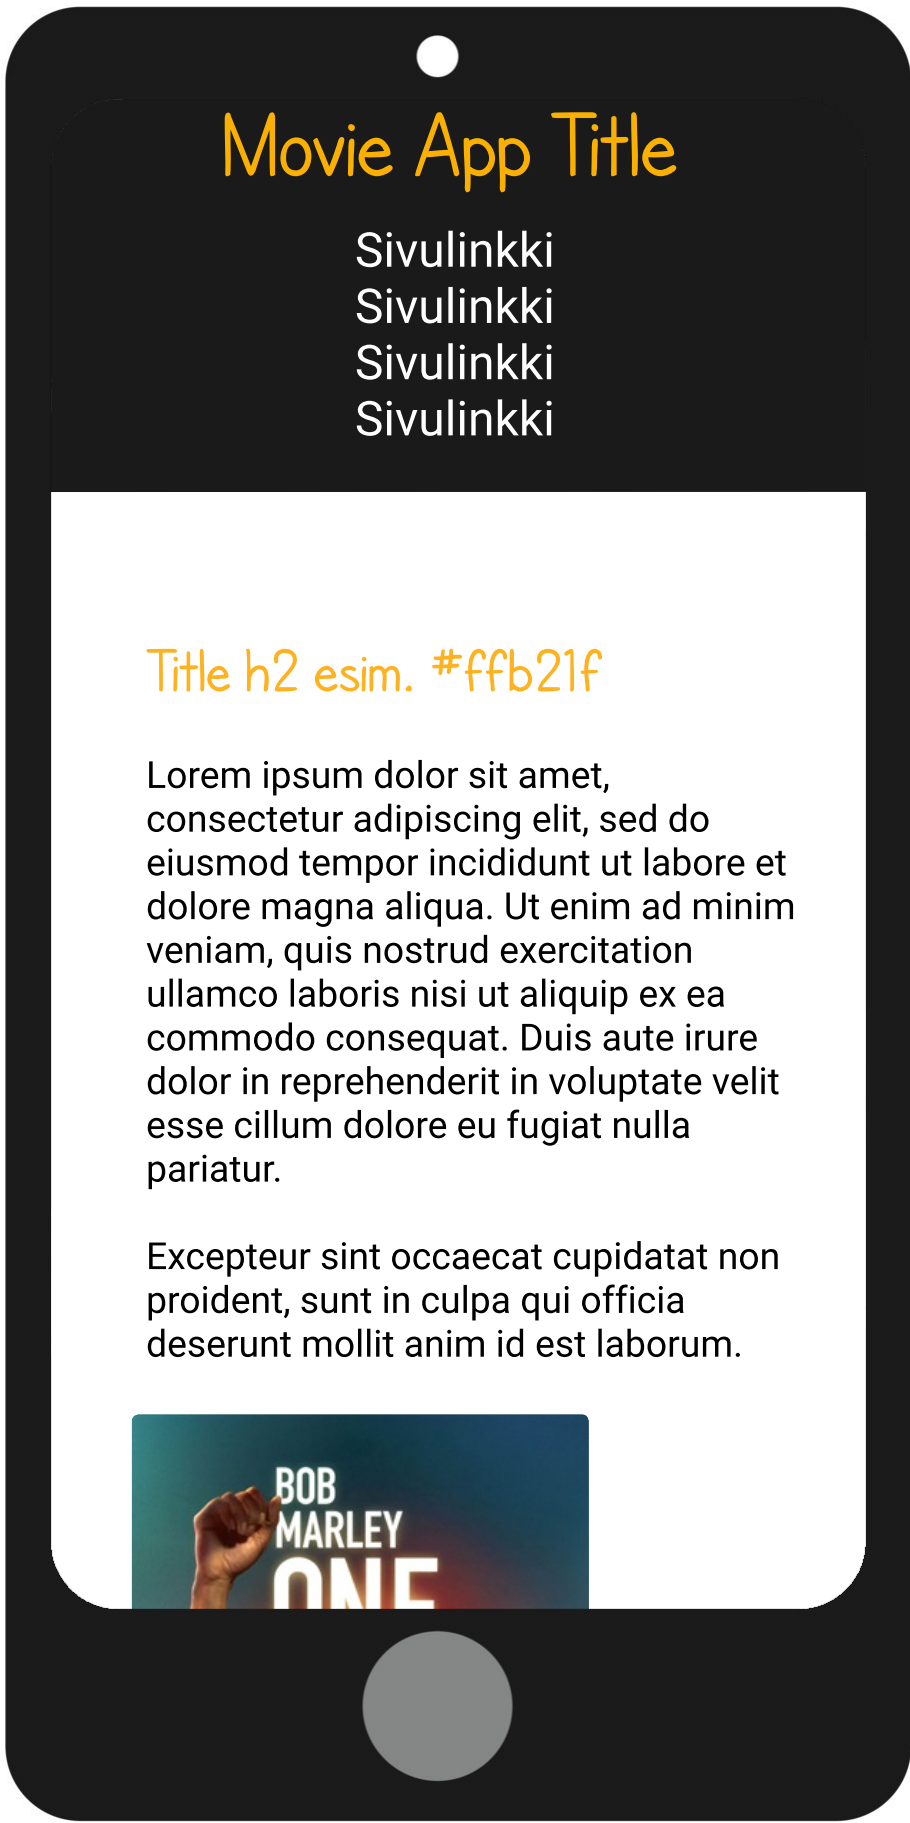 Movie App Title
Sivulinkki
Sivulinkki
Sivulinkki
Sivulinkki
Title h2 esim. #ffb21f
Lorem ipsum dolor sit amet,
consectetur adipiscing elit, sed do
eiusmod tempor incididunt ut labore et
dolore magna aliqua. Ut enim ad minim
veniam, quis nostrud exercitation
ullamco laboris nisi ut aliquip ex ea
commodo consequat. Duis aute irure
dolor in reprehenderit in voluptate velit
esse cillum dolore eu fugiat nulla
pariatur.
Excepteur sint occaecat cupidatat non
proident, sunt in culpa qui officia
deserunt mollit anim id est laborum.
BOB
MARLEY
ONE